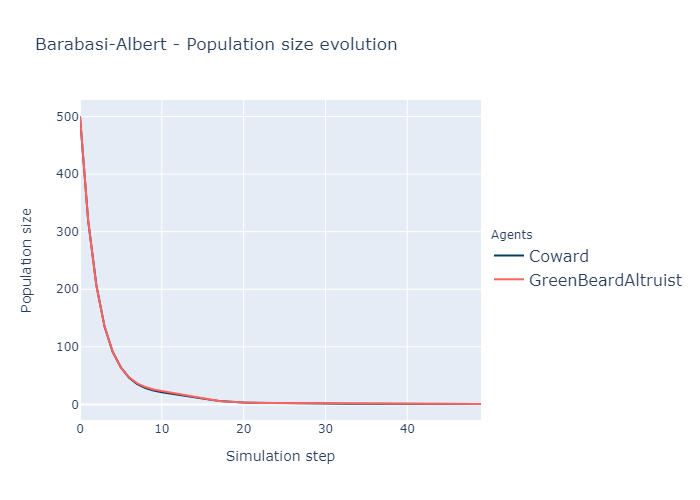 Barabasi-Albert - Population size evolution
500
400
300
200
100
0
Population size
0
10
20
30
40
Simulation step
Agents
Coward
GreenBeardAltruist